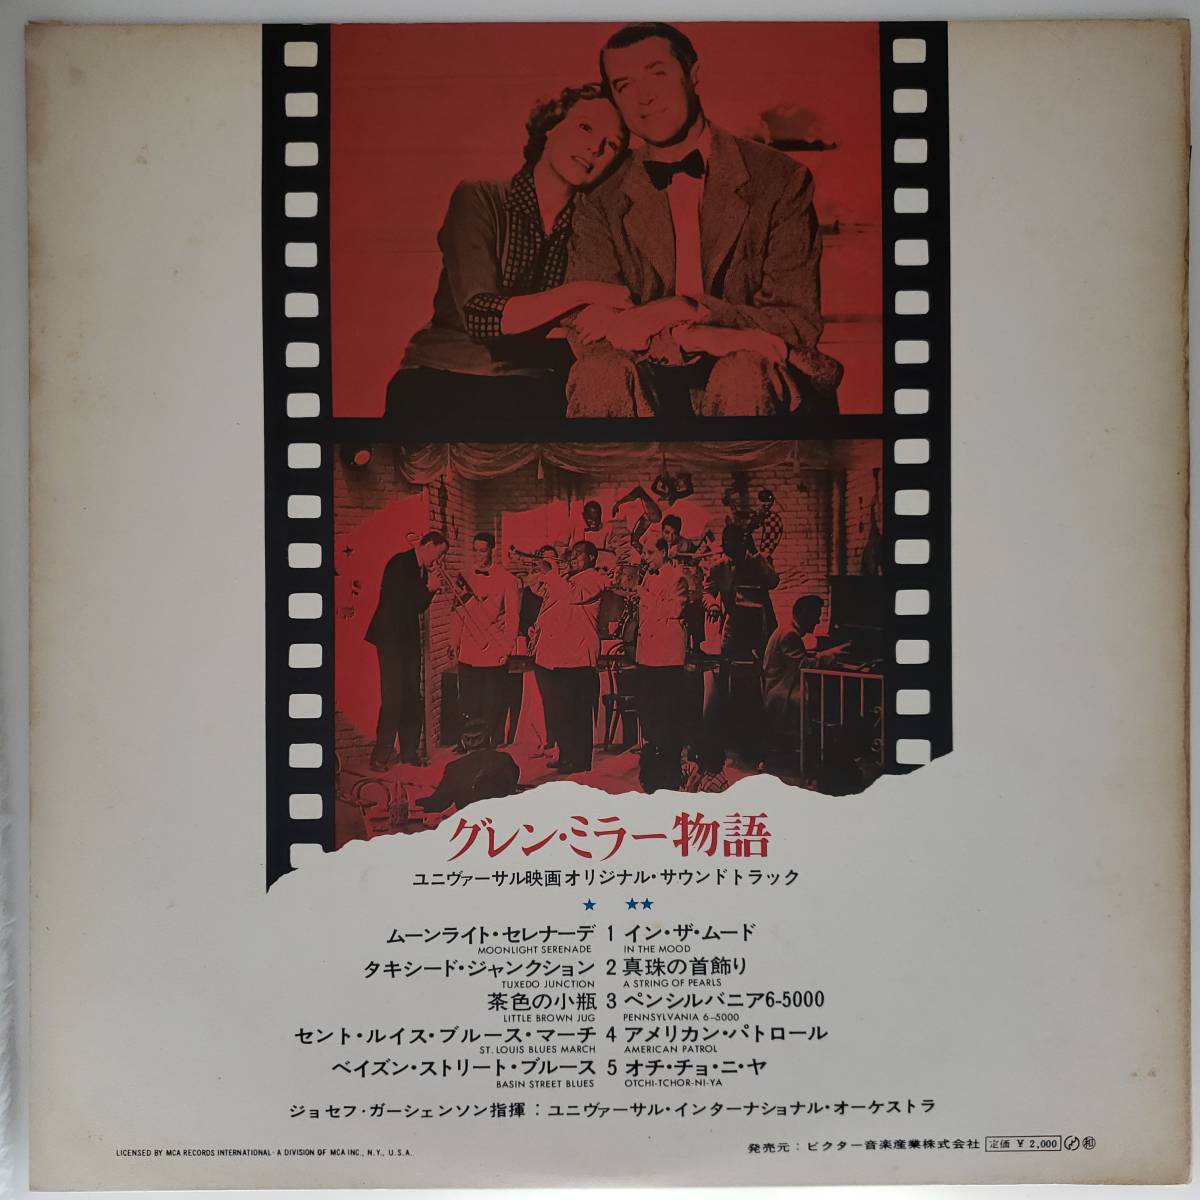 グレン・ミラー物語
ユニヴァーサル映画オリジナル・サウンドトラック
★ ★★
ムーンライト・セレナーデ 1 イン・ザ・ムード
MOONLIGHT SERENADE IN THE MOOD
タキシード・ジャンクション 2 真珠の首飾り
TUXEDO JUNCTION A STRING OF PEARLS
茶色の小瓶 3 ペンシルバニア6-5000
LITTLE BROWN JUG PENNSYLVANIA 6-5000
セント・ルイス・ブルース・マーチ 4 アメリカン・パトロール
ST. LOUIS BLUES MARCH AMERICAN PATROL
ベイズン・ストリート・ブルース 5 オチ・チョ・ニ・ヤ
BASIN STREET BLUES OTCHI-TCHOR-NI-YA
ジョセフ・ガーシェンソン指揮：ユニヴァーサル・インターナショナル・オーケストラ
LICENSED BY MCA RECORDS INTERNATIONAL・A DIVISION OF MCA INC., N.Y., U.S.A. 発売元：ビクター音楽産業株式会社 定価 ¥2,000